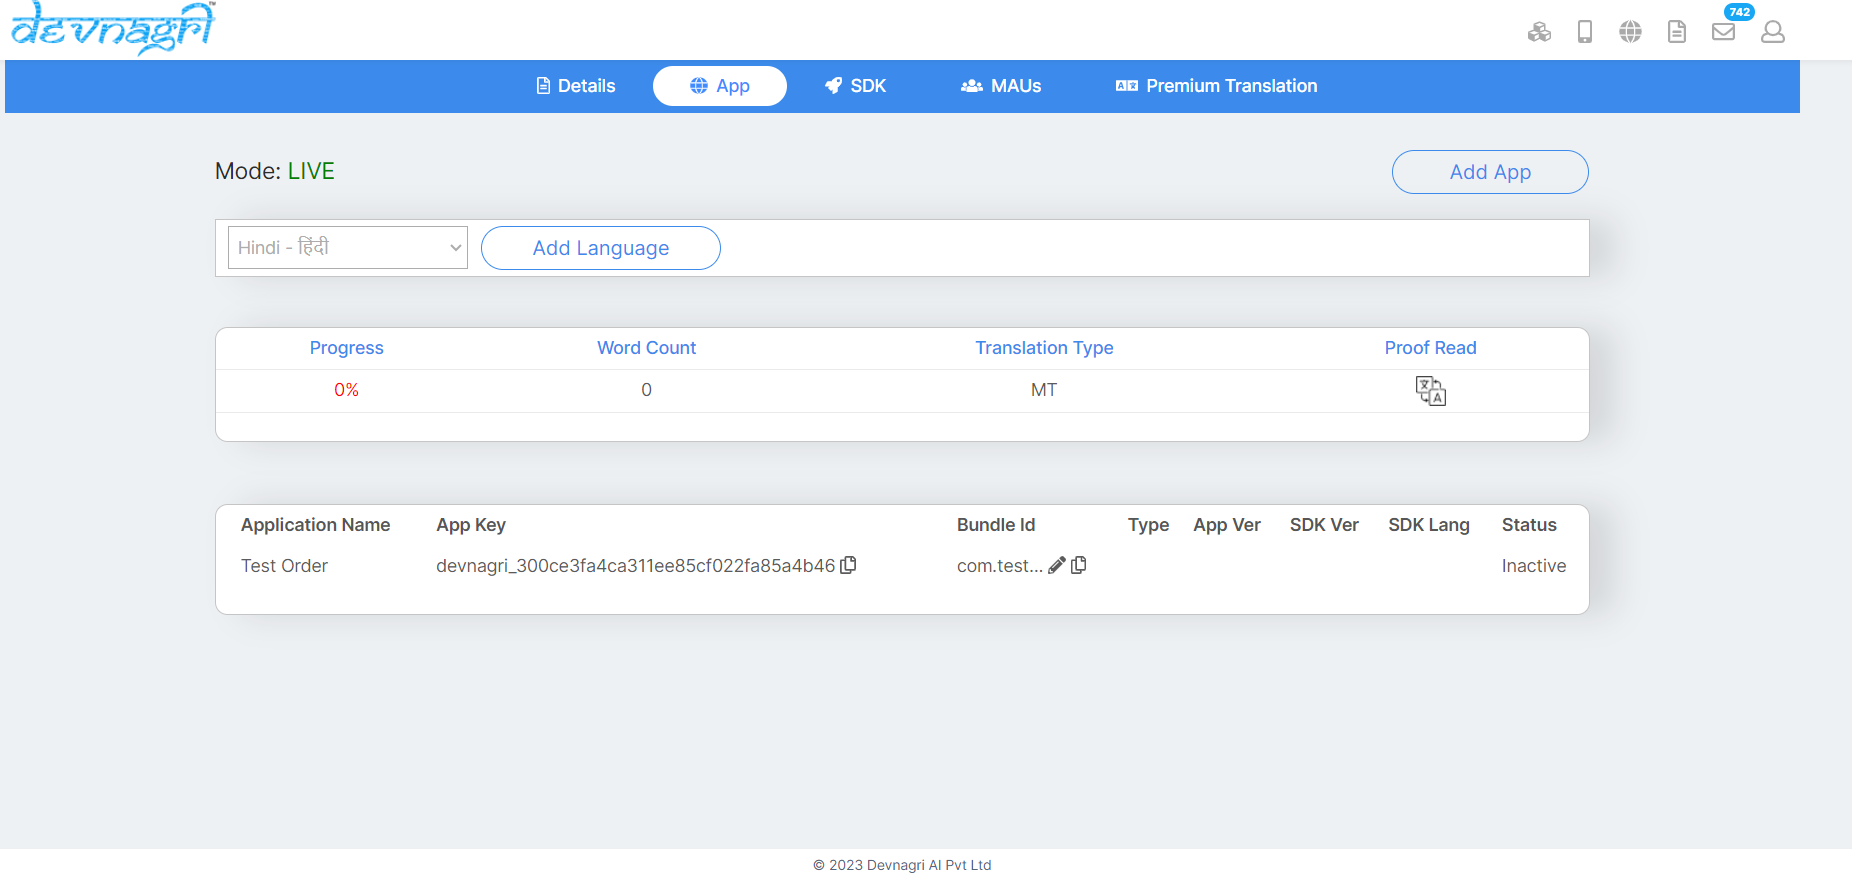 devnagri™
742
Details App SDK MAUs Premium Translation
Mode: LIVE
Add App
Hindi - हिंदी
Add Language
Progress Word Count Translation Type Proof Read
0% 0 MT
Application Name App Key Bundle Id Type App Ver SDK Ver SDK Lang Status
Test Order devnagri_300ce3fa4ca311ee85cf022fa85a4b46 com.test... Inactive
© 2023 Devnagri AI Pvt Ltd